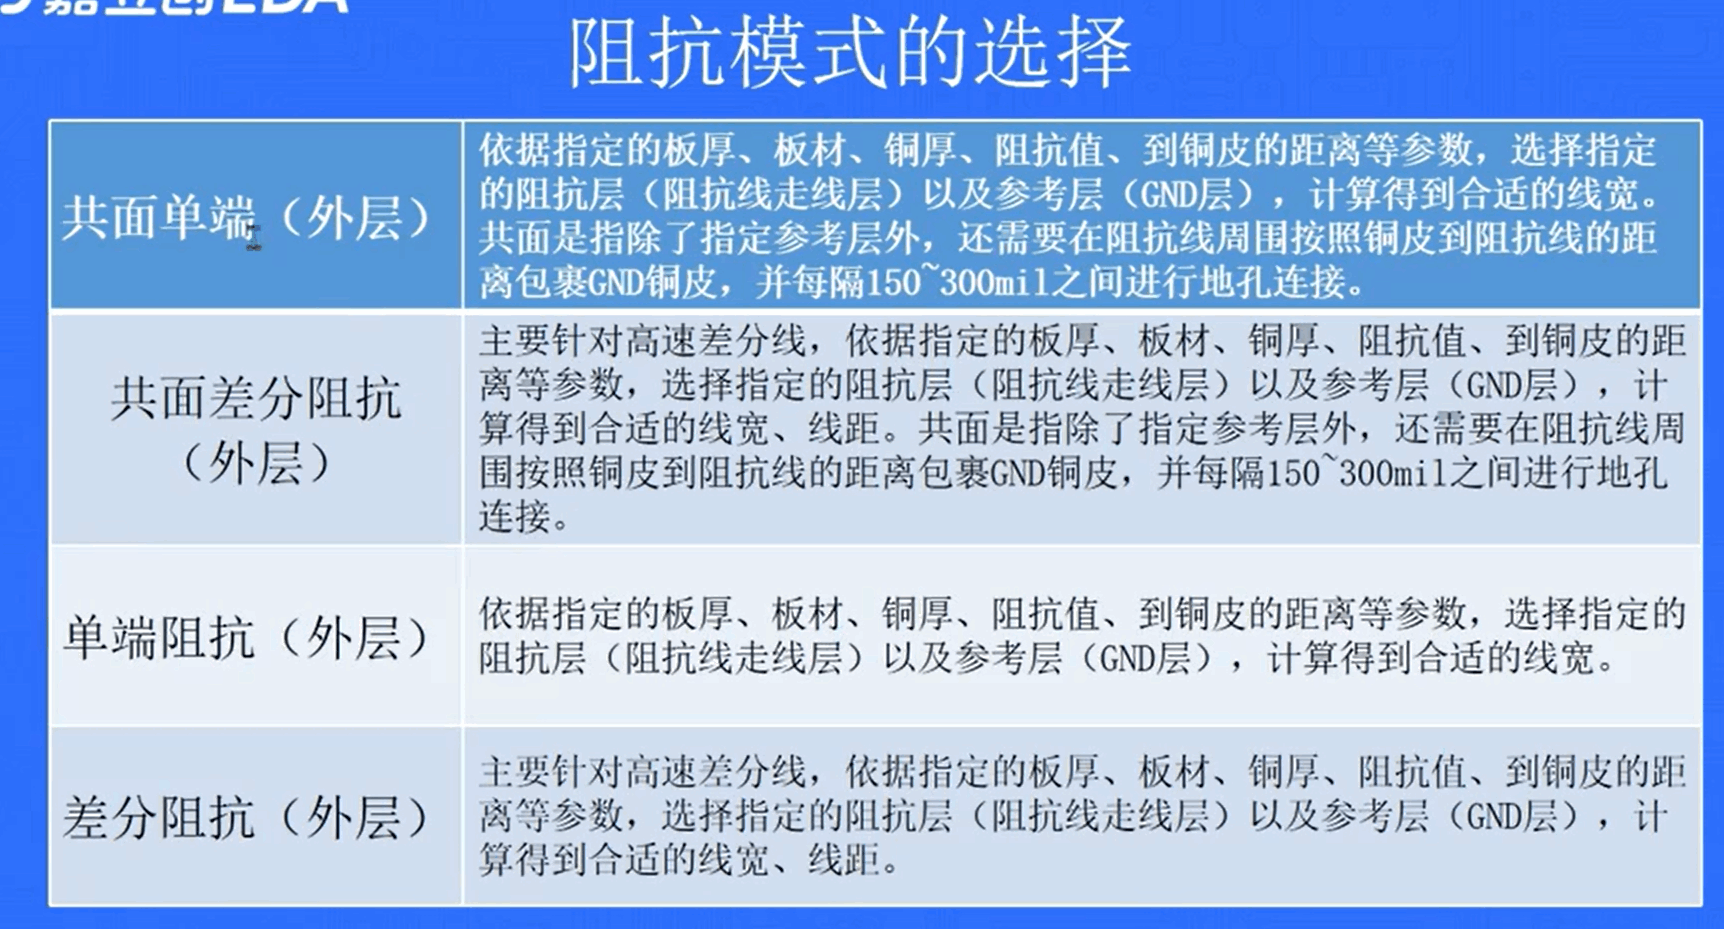 嘉立创EDA
阻抗模式的选择
共面单端（外层）
依据指定的板厚、板材、铜厚、阻抗值、到铜皮的距离等参数，选择指定
的阻抗层（阻抗线走线层）以及参考层（GND层），计算得到合适的线宽。
共面是指除了指定参考层外，还需要在阻抗线周围按照铜皮到阻抗线的距
离包裹GND铜皮，并每隔150~300mil之间进行地孔连接。
共面差分阻抗
（外层）
主要针对高速差分线，依据指定的板厚、板材、铜厚、阻抗值、到铜皮的距
离等参数，选择指定的阻抗层（阻抗线走线层）以及参考层（GND层），计
算得到合适的线宽、线距。共面是指除了指定参考层外，还需要在阻抗线周
围按照铜皮到阻抗线的距离包裹GND铜皮，并每隔150~300mil之间进行地孔
连接。
单端阻抗（外层）
依据指定的板厚、板材、铜厚、阻抗值、到铜皮的距离等参数，选择指定的
阻抗层（阻抗线走线层）以及参考层（GND层），计算得到合适的线宽。
差分阻抗（外层）
主要针对高速差分线，依据指定的板厚、板材、铜厚、阻抗值、到铜皮的距
离等参数，选择指定的阻抗层（阻抗线走线层）以及参考层（GND层），计
算得到合适的线宽、线距。